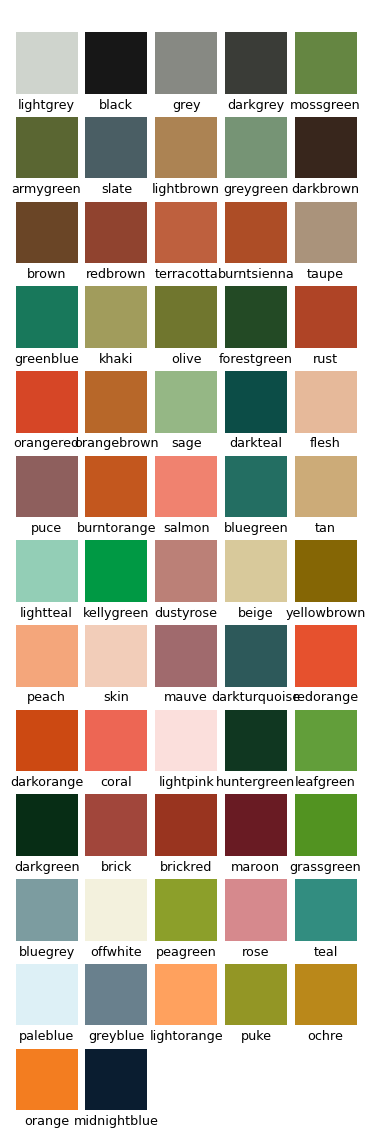 lightgrey black grey darkgrey mossgreen
armygreen slate lightbrown greygreen darkbrown
brown redbrown terracotta burntsienna taupe
greenblue khaki olive forestgreen rust
orangered orangebrown sage darkteal flesh
puce burntorange salmon bluegreen tan
lightteal kellygreen dustyrose beige yellowbrown
peach skin mauve darkturquoise redorange
darkorange coral lightpink huntergreen leafgreen
darkgreen brick brickred maroon grassgreen
bluegrey offwhite peagreen rose teal
paleblue greyblue lightorange puke ochre
orange midnightblue